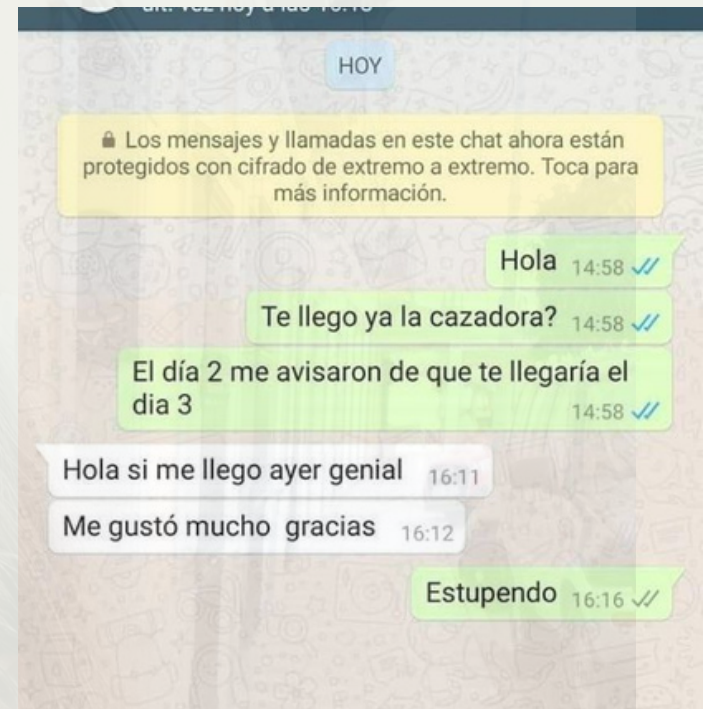 HOY
Los mensajes y llamadas en este chat ahora están
protegidos con cifrado de extremo a extremo. Toca para
más información.
Hola 14:58
Te llego ya la cazadora? 14:58
El día 2 me avisaron de que te llegaría el
dia 3 14:58
Hola si me llego ayer genial 16:11
Me gustó mucho gracias 16:12
Estupendo 16:16